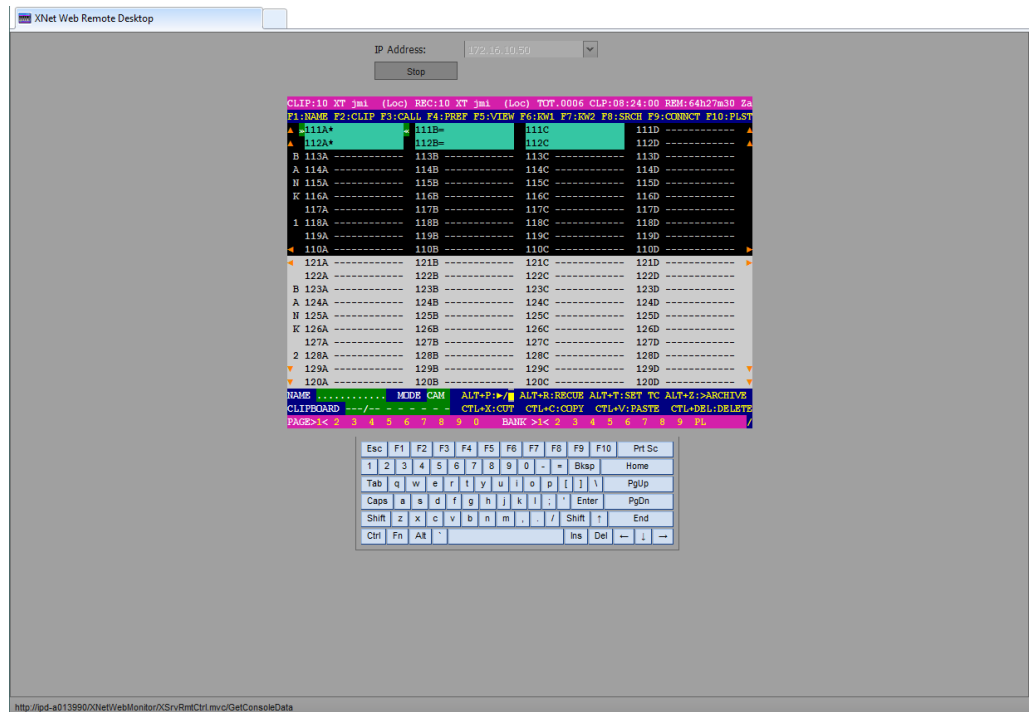 XNet Web Remote Desktop
IP Address: 172.16.10.50
Stop
CLIP:10 XT jmi (Loc) REC:10 XT jmi (Loc) TOT.0006 CLP:08:24:00 REM:64h27m30 Za
F1:NAME F2:CLIP F3:CALL F4:PREF F5:VIEW F6:KW1 F7:KW2 F8:SRCH F9:CONNCT F10:PLST
111A* 111B= 111C 111D ------------
112A* 112B= 112C 112D ------------
B 113A ------------ 113B ------------ 113C ------------ 113D ------------
A 114A ------------ 114B ------------ 114C ------------ 114D ------------
N 115A ------------ 115B ------------ 115C ------------ 115D ------------
K 116A ------------ 116B ------------ 116C ------------ 116D ------------
117A ------------ 117B ------------ 117C ------------ 117D ------------
1 118A ------------ 118B ------------ 118C ------------ 118D ------------
119A ------------ 119B ------------ 119C ------------ 119D ------------
110A ------------ 110B ------------ 110C ------------ 110D ------------
121A ------------ 121B ------------ 121C ------------ 121D ------------
122A ------------ 122B ------------ 122C ------------ 122D ------------
B 123A ------------ 123B ------------ 123C ------------ 123D ------------
A 124A ------------ 124B ------------ 124C ------------ 124D ------------
N 125A ------------ 125B ------------ 125C ------------ 125D ------------
K 126A ------------ 126B ------------ 126C ------------ 126D ------------
127A ------------ 127B ------------ 127C ------------ 127D ------------
2 128A ------------ 128B ------------ 128C ------------ 128D ------------
129A ------------ 129B ------------ 129C ------------ 129D ------------
120A ------------ 120B ------------ 120C ------------ 120D ------------
NAME ............ MODE CAM ALT+P:►/_ ALT+R:RECUE ALT+T:SET TC ALT+Z:>ARCHIVE
CLIPBOARD ---/-- - - - - - CTL+X:CUT CTL+C:COPY CTL+V:PASTE CTL+DEL:DELETE
PAGE>1< 2 3 4 5 6 7 8 9 0 BANK >1< 2 3 4 5 6 7 8 9 PL /
Esc F1 F2 F3 F4 F5 F6 F7 F8 F9 F10 Prt Sc
1 2 3 4 5 6 7 8 9 0 - = Bksp Home
Tab q w e r t y u i o p [ ] \ PgUp
Caps a s d f g h j k l ; ' Enter PgDn
Shift z x c v b n m , . / Shift ↑ End
Ctrl Fn Alt ` Ins Del ← ↓ →
http://ipd-a013990/XNetWebMonitor/XSrvRmtCtrl.mvc/GetConsoleData